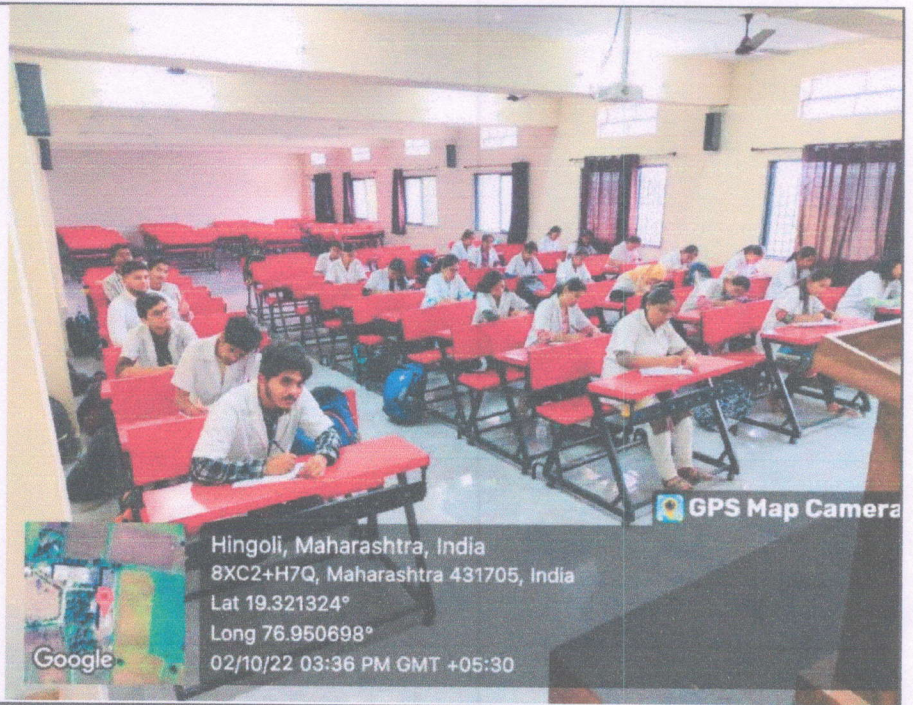 GPS Map Camera
Hingoli, Maharashtra, India
8XC2+H7Q, Maharashtra 431705, India
Lat 19.321324°
Long 76.950698°
02/10/22 03:36 PM GMT +05:30
Google